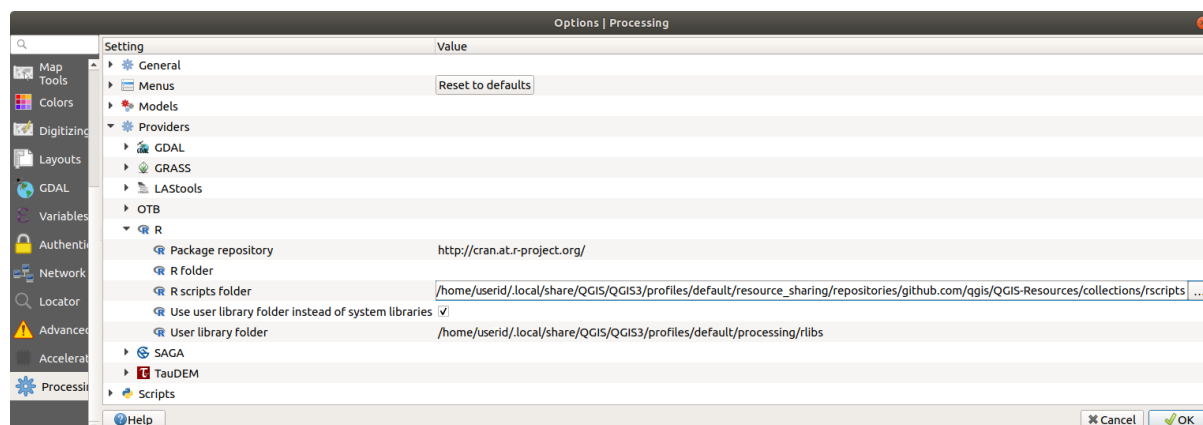 Options | Processing
Setting Value
Map Tools
General
Menus Reset to defaults
Colors
Models
Digitizing
Providers
GDAL
Layouts
GRASS
GDAL
LAStools
Variables
OTB
R
Authenti
Package repository http://cran.at.r-project.org/
Network
R folder
R scripts folder /home/userid/.local/share/QGIS/QGIS3/profiles/default/resource_sharing/repositories/github.com/qgis/QGIS-Resources/collections/rscripts ...
Locator
Use user library folder instead of system libraries
Advanced
User library folder /home/userid/.local/share/QGIS/QGIS3/profiles/default/processing/rlibs
Accelerat
SAGA
TauDEM
Processin
Scripts
Help Cancel OK